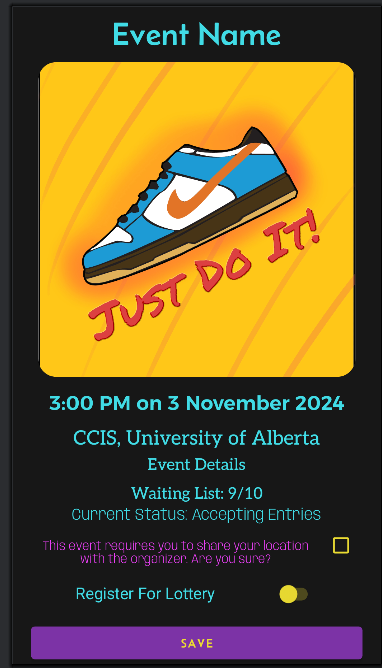 Event Name
JUST DO IT!
3:00 PM on 3 November 2024
CCIS, University of Alberta
Event Details
Waiting List: 9/10
Current Status: Accepting Entries
This event requires you to share your location
with the organizer. Are you sure?
Register For Lottery
SAVE